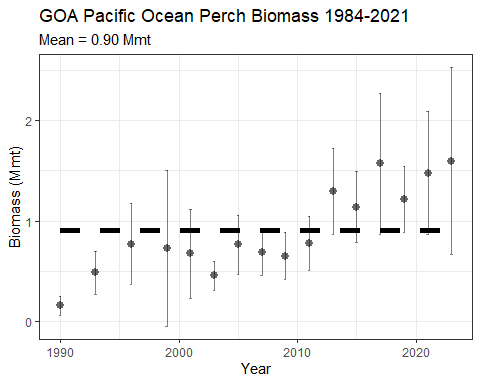 GOA Pacific Ocean Perch Biomass 1984-2021
Mean = 0.90 Mmt
Biomass (Mmt)
2
1
0
1990 2000 2010 2020
Year